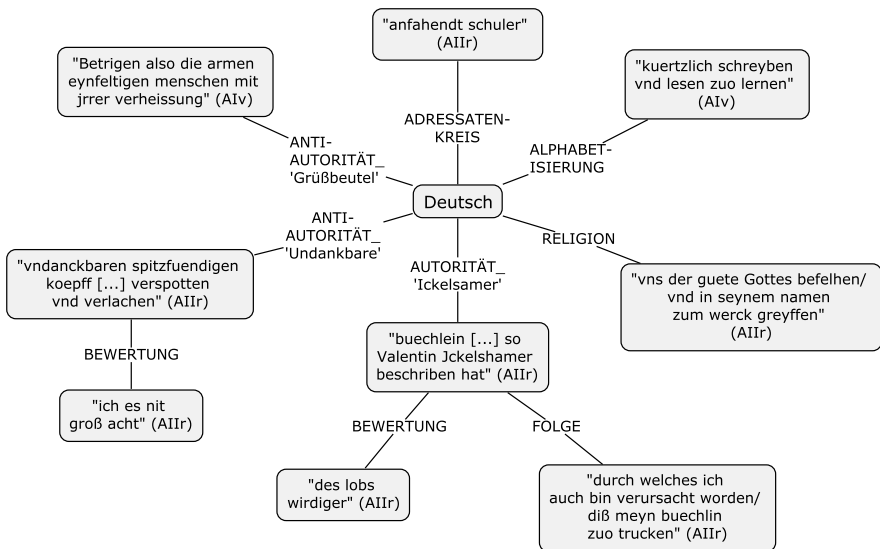 "anfahendt schuler"
(AIIr)
"Betrigen also die armen
eynfeltigen menschen mit
jrrer verheissung" (AIv)
"kuertzlich schreyben
vnd lesen zuo lernen"
(AIv)
ADRESSATEN-
KREIS
ANTI-
AUTORITÄT_
'Grüßbeutel'
ALPHABET-
ISIERUNG
Deutsch
ANTI-
AUTORITÄT_
'Undankbare'
RELIGION
AUTORITÄT_
'Ickelsamer'
"vndanckbaren spitzfuendigen
koepff [...] verspotten
vnd verlachen" (AIIr)
"vns der guete Gottes befelhen/
vnd in seynem namen
zum werck greyffen"
(AIIr)
"buechlein [...] so
Valentin Jckelshamer
beschriben hat" (AIIr)
BEWERTUNG
"ich es nit
groß acht" (AIIr)
BEWERTUNG
FOLGE
"des lobs
wirdiger" (AIIr)
"durch welches ich
auch bin verursacht worden/
diß meyn buechlin
zuo trucken" (AIIr)